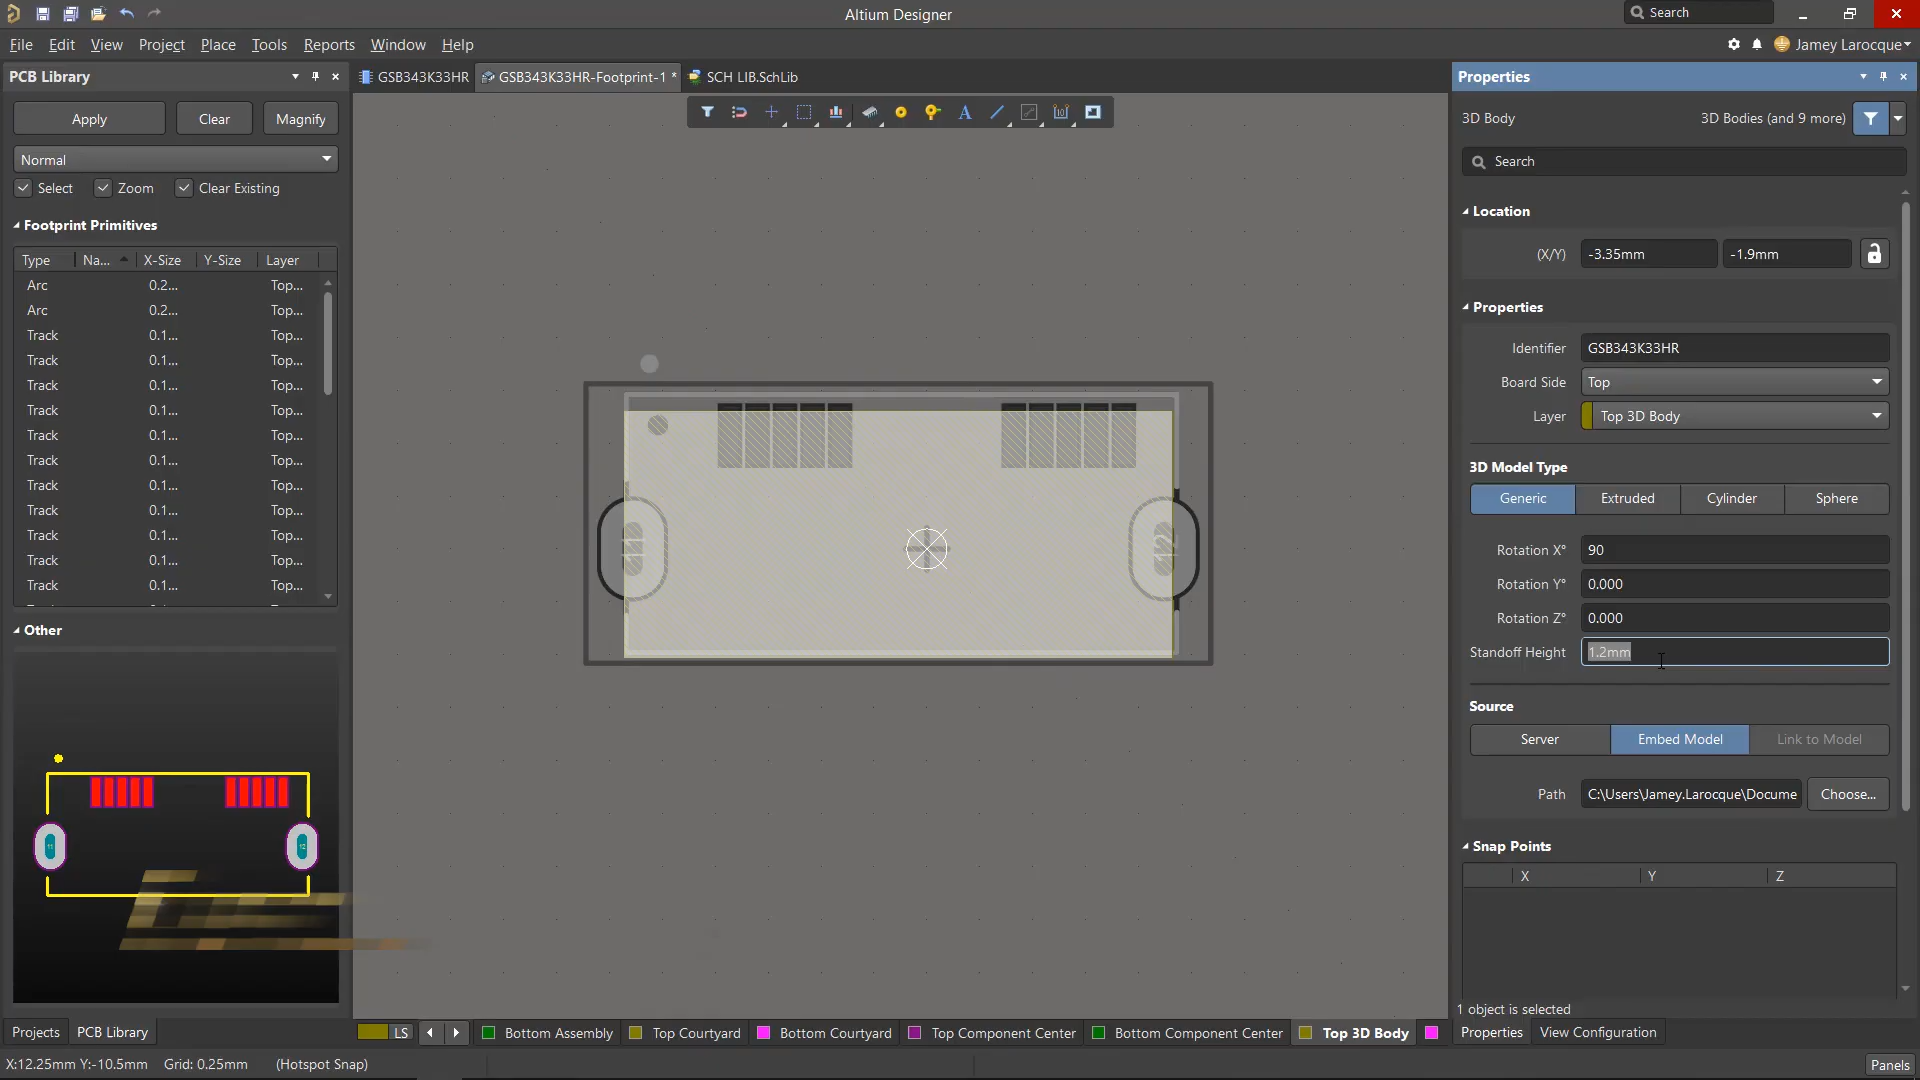 Altium Designer
Search
File Edit View Project Place Tools Reports Window Help
Jamey Larocque
PCB Library
GSB343K33HR
GSB343K33HR-Footprint-1 *
SCH LIB.SchLib
Properties
Apply
Clear
Magnify
Normal
Select
Zoom
Clear Existing
Footprint Primitives
Type Na... X-Size Y-Size Layer
Arc 0.2... Top...
Arc 0.2... Top...
Track 0.1... Top...
Track 0.1... Top...
Track 0.1... Top...
Track 0.1... Top...
Track 0.1... Top...
Track 0.1... Top...
Track 0.1... Top...
Track 0.1... Top...
Track 0.1... Top...
Track 0.1... Top...
Track 0.1... Top...
Other
11
12
11
12
3D Body
3D Bodies (and 9 more)
Search
Location
(X/Y) -3.35mm -1.9mm
Properties
Identifier GSB343K33HR
Board Side Top
Layer Top 3D Body
3D Model Type
Generic Extruded Cylinder Sphere
Rotation X° 90
Rotation Y° 0.000
Rotation Z° 0.000
Standoff Height 1.2mm
Source
Server Embed Model Link to Model
Path C:\Users\Jamey.Larocque\Docume Choose...
Snap Points
X Y Z
1 object is selected
Projects PCB Library
LS
Bottom Assembly
Top Courtyard
Bottom Courtyard
Top Component Center
Bottom Component Center
Top 3D Body
Properties View Configuration
X:12.25mm Y:-10.5mm Grid: 0.25mm (Hotspot Snap)
Panels